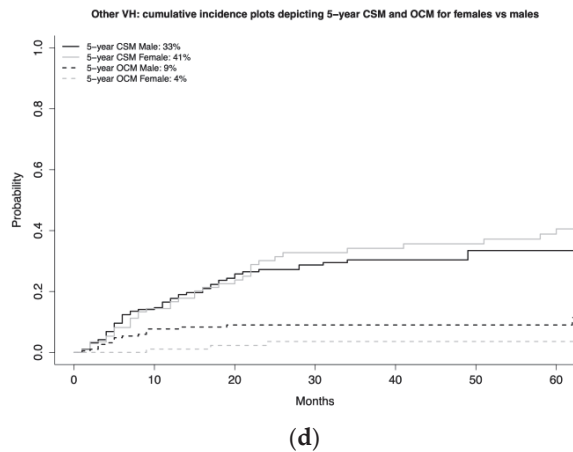 Other VH: cumulative incidence plots depicting 5-year CSM and OCM for females vs males
5-year CSM Male: 33%
5-year CSM Female: 41%
5-year OCM Male: 9%
5-year OCM Female: 4%
1.0
0.8
0.6
0.4
0.2
0.0
Probability
0 10 20 30 40 50 60
Months
(d)